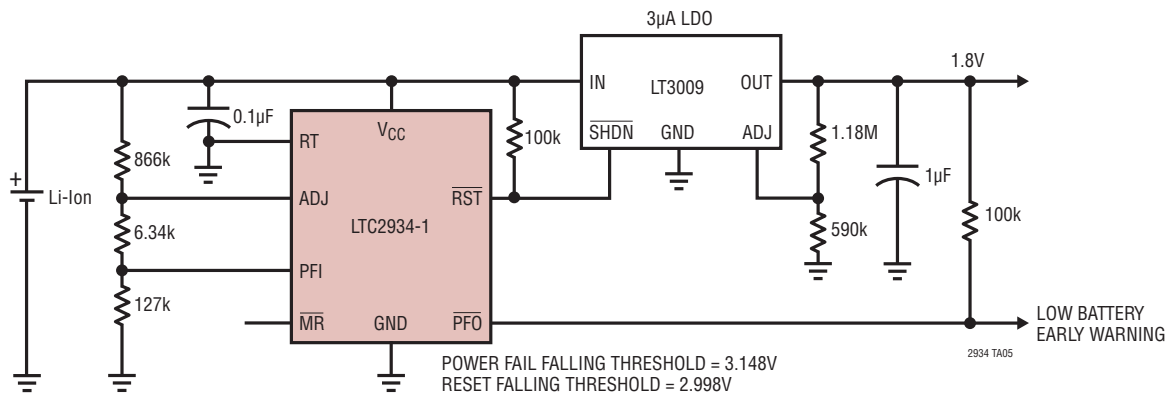 3µA LDO
IN
LT3009
OUT
SHDN
GND
ADJ
1.8V
0.1µF
VCC
RT
866k
ADJ
RST
100k
1.18M
1µF
+
Li-Ion
LTC2934-1
6.34k
590k
100k
PFI
127k
MR
GND
PFO
LOW BATTERY
EARLY WARNING
2934 TA05
POWER FAIL FALLING THRESHOLD = 3.148V
RESET FALLING THRESHOLD = 2.998V